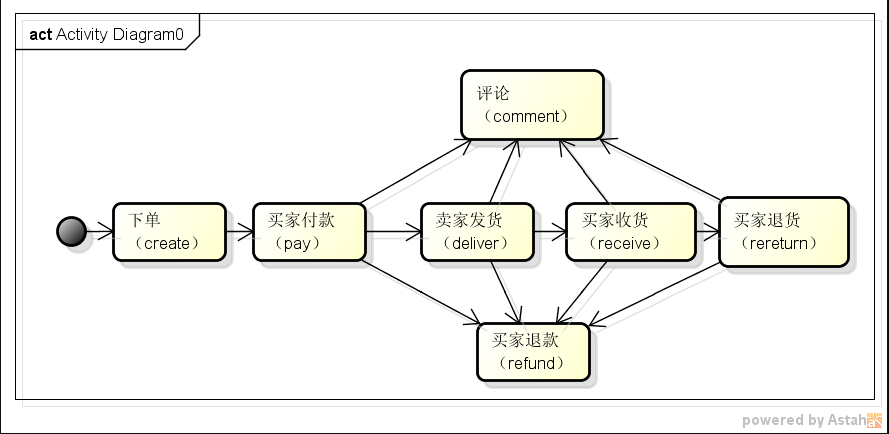 act Activity Diagram0
评论
（comment）
下单
（create）
买家付款
（pay）
卖家发货
（deliver）
买家收货
（receive）
买家退货
（rereturn）
买家退款
（refund）
powered by Astah